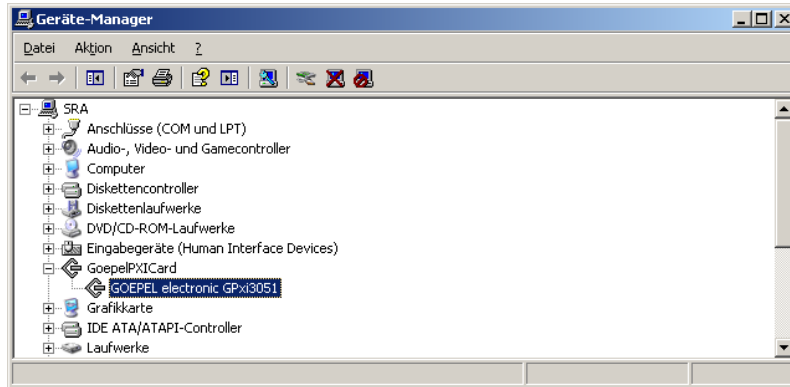 Geräte-Manager
Datei Aktion Ansicht ?
SRA
Anschlüsse (COM und LPT)
Audio-, Video- und Gamecontroller
Computer
Diskettencontroller
Diskettenlaufwerke
DVD/CD-ROM-Laufwerke
Eingabegeräte (Human Interface Devices)
GoepelPXICard
GOEPEL electronic GPxi3051
Grafikkarte
IDE ATA/ATAPI-Controller
Laufwerke